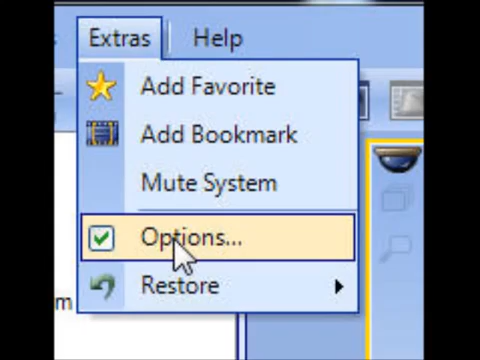 Extras Help
Add Favorite
Add Bookmark
Mute System
Options...
Restore
m